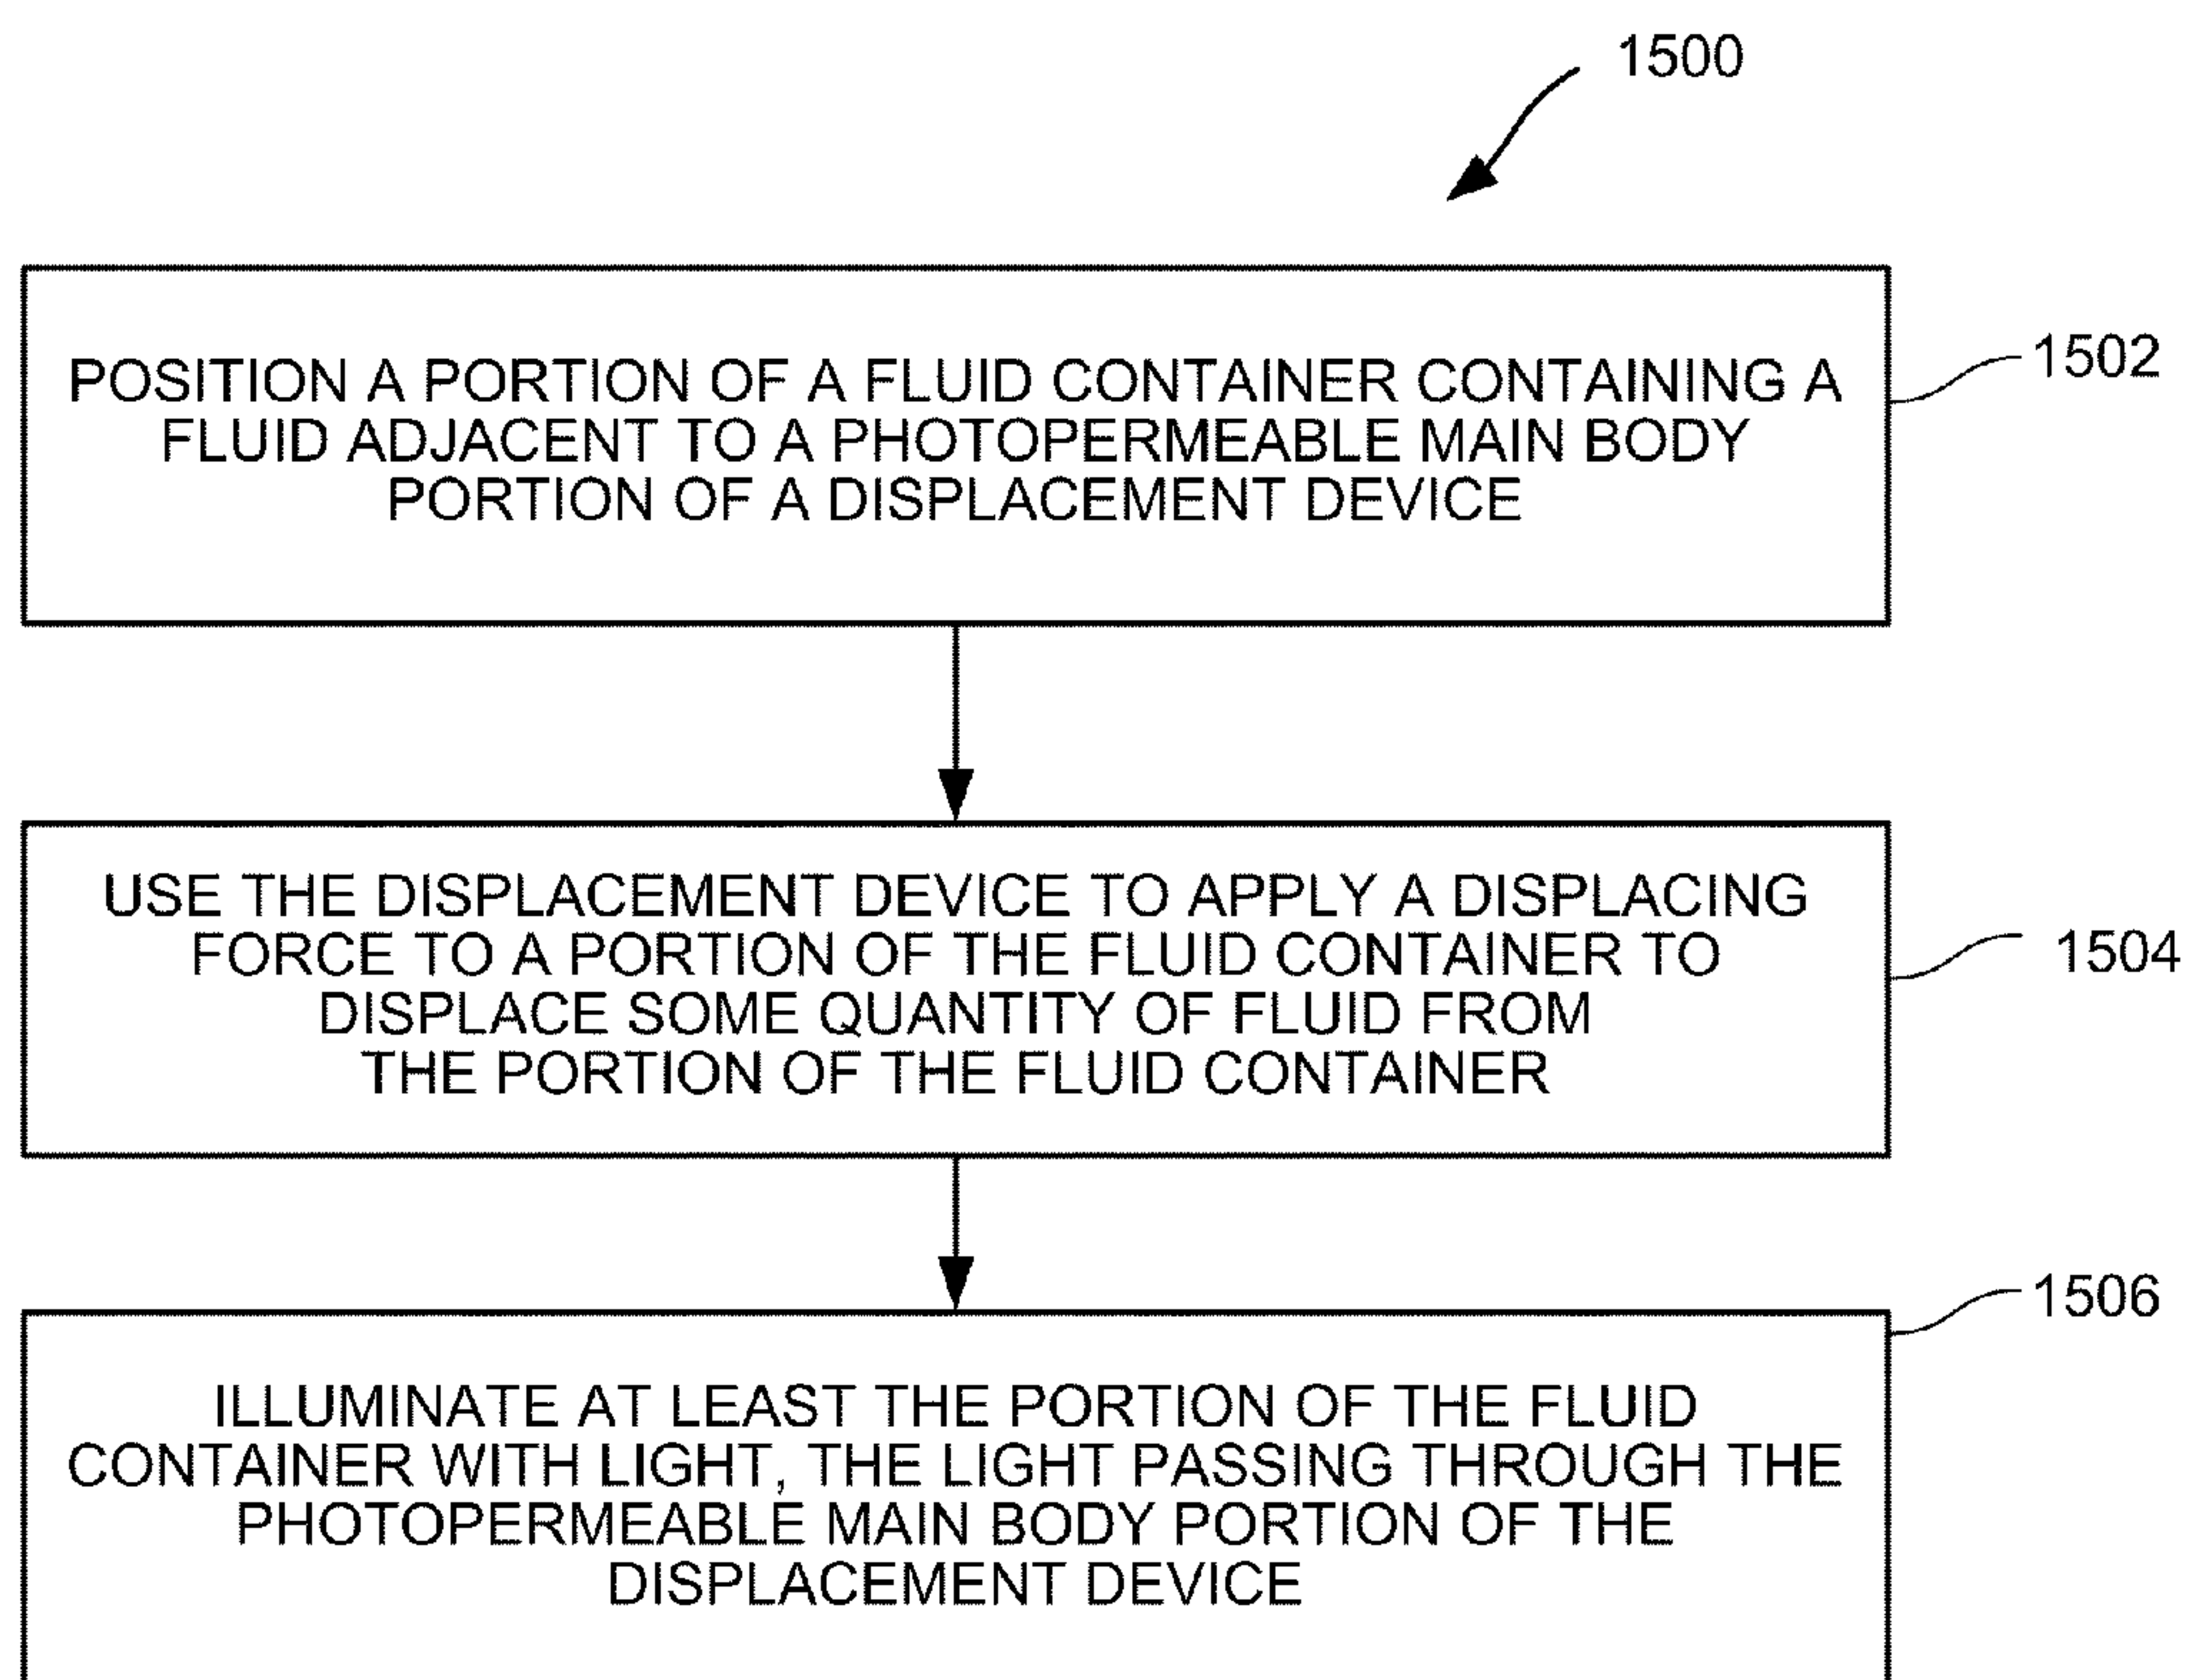 1500
POSITION A PORTION OF A FLUID CONTAINER CONTAINING A
FLUID ADJACENT TO A PHOTOPERMEABLE MAIN BODY
PORTION OF A DISPLACEMENT DEVICE
1502
USE THE DISPLACEMENT DEVICE TO APPLY A DISPLACING
FORCE TO A PORTION OF THE FLUID CONTAINER TO
DISPLACE SOME QUANTITY OF FLUID FROM
THE PORTION OF THE FLUID CONTAINER
1504
1506
ILLUMINATE AT LEAST THE PORTION OF THE FLUID
CONTAINER WITH LIGHT, THE LIGHT PASSING THROUGH THE
PHOTOPERMEABLE MAIN BODY PORTION OF THE
DISPLACEMENT DEVICE